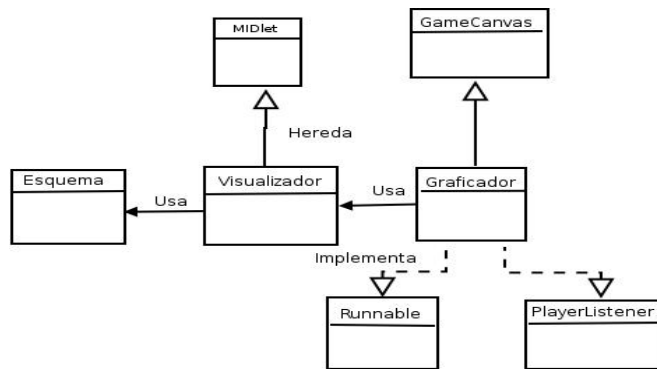 MIDlet
GameCanvas
Hereda
Esquema
Usa
Visualizador
Usa
Graficador
Implementa
Runnable
PlayerListener